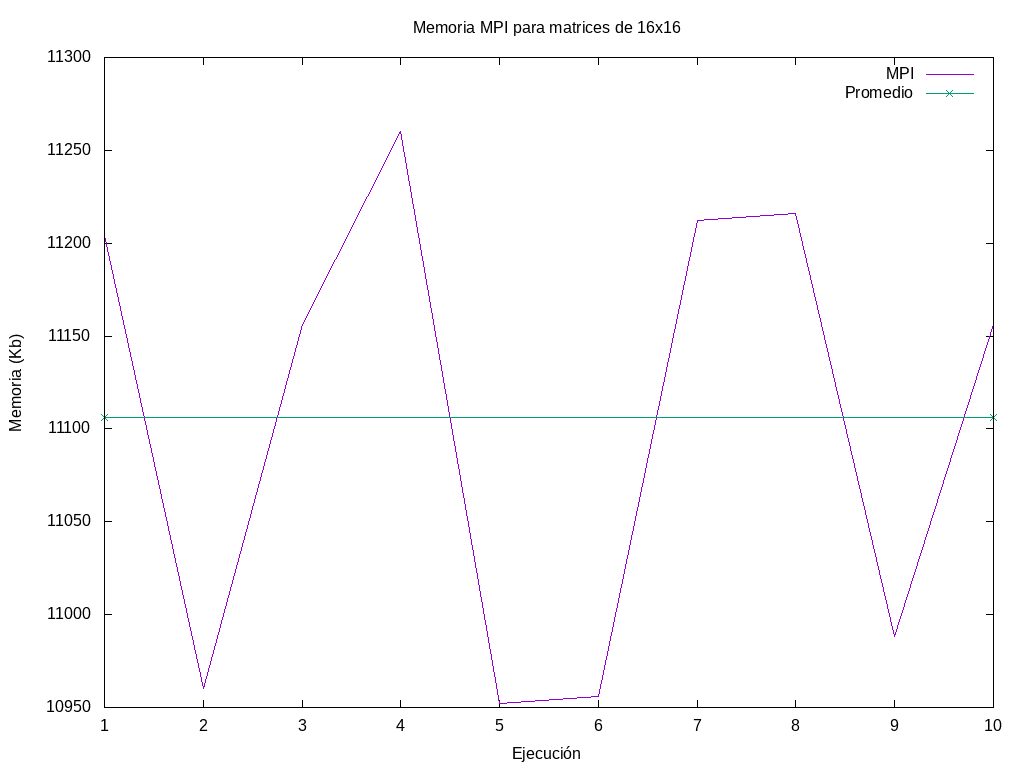 Memoria MPI para matrices de 16x16
MPI
Promedio
11300
11250
11200
11150
11100
11050
11000
10950
Memoria (Kb)
1 2 3 4 5 6 7 8 9 10
Ejecución